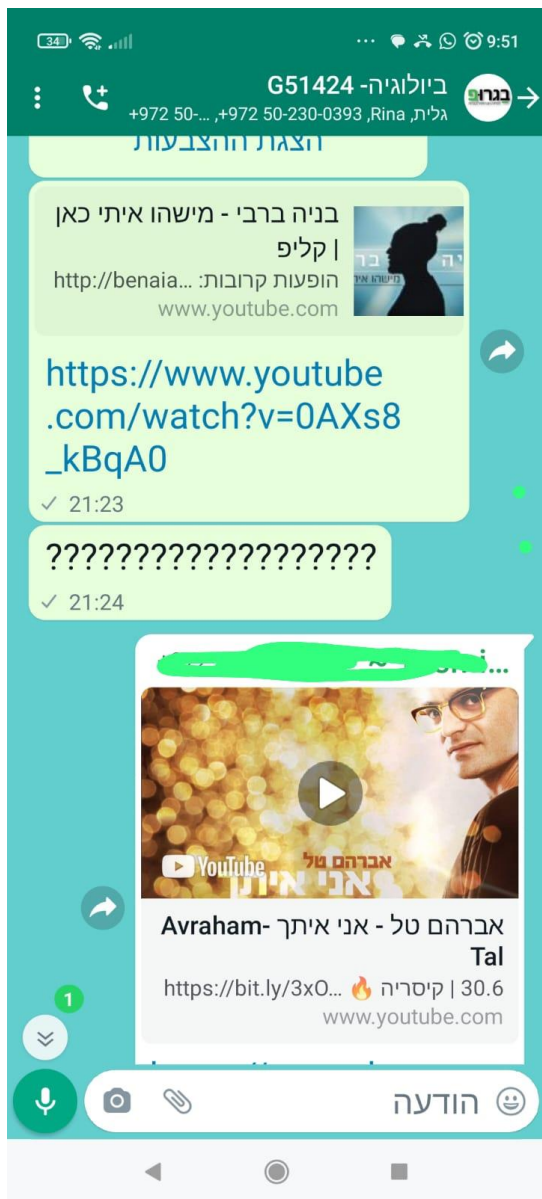 34
9:51
ביולוגיה- G51424
גלית, Rina, +972 50-230-0393, +972 50-...
בגרופ
הצגת ההצבעות
בניה ברבי - מישהו איתי כאן
| קליפ
הופעות קרובות: http://benaia...
www.youtube.com
https://www.youtube
.com/watch?v=0AXs8
_kBqA0
21:23
???????????????????
21:24
YouTube
אברהם טל
אני איתך
אברהם טל - אני איתך -Avraham
Tal
30.6 | קיסריה 🔥 https://bit.ly/3xO...
www.youtube.com
1
הודעה